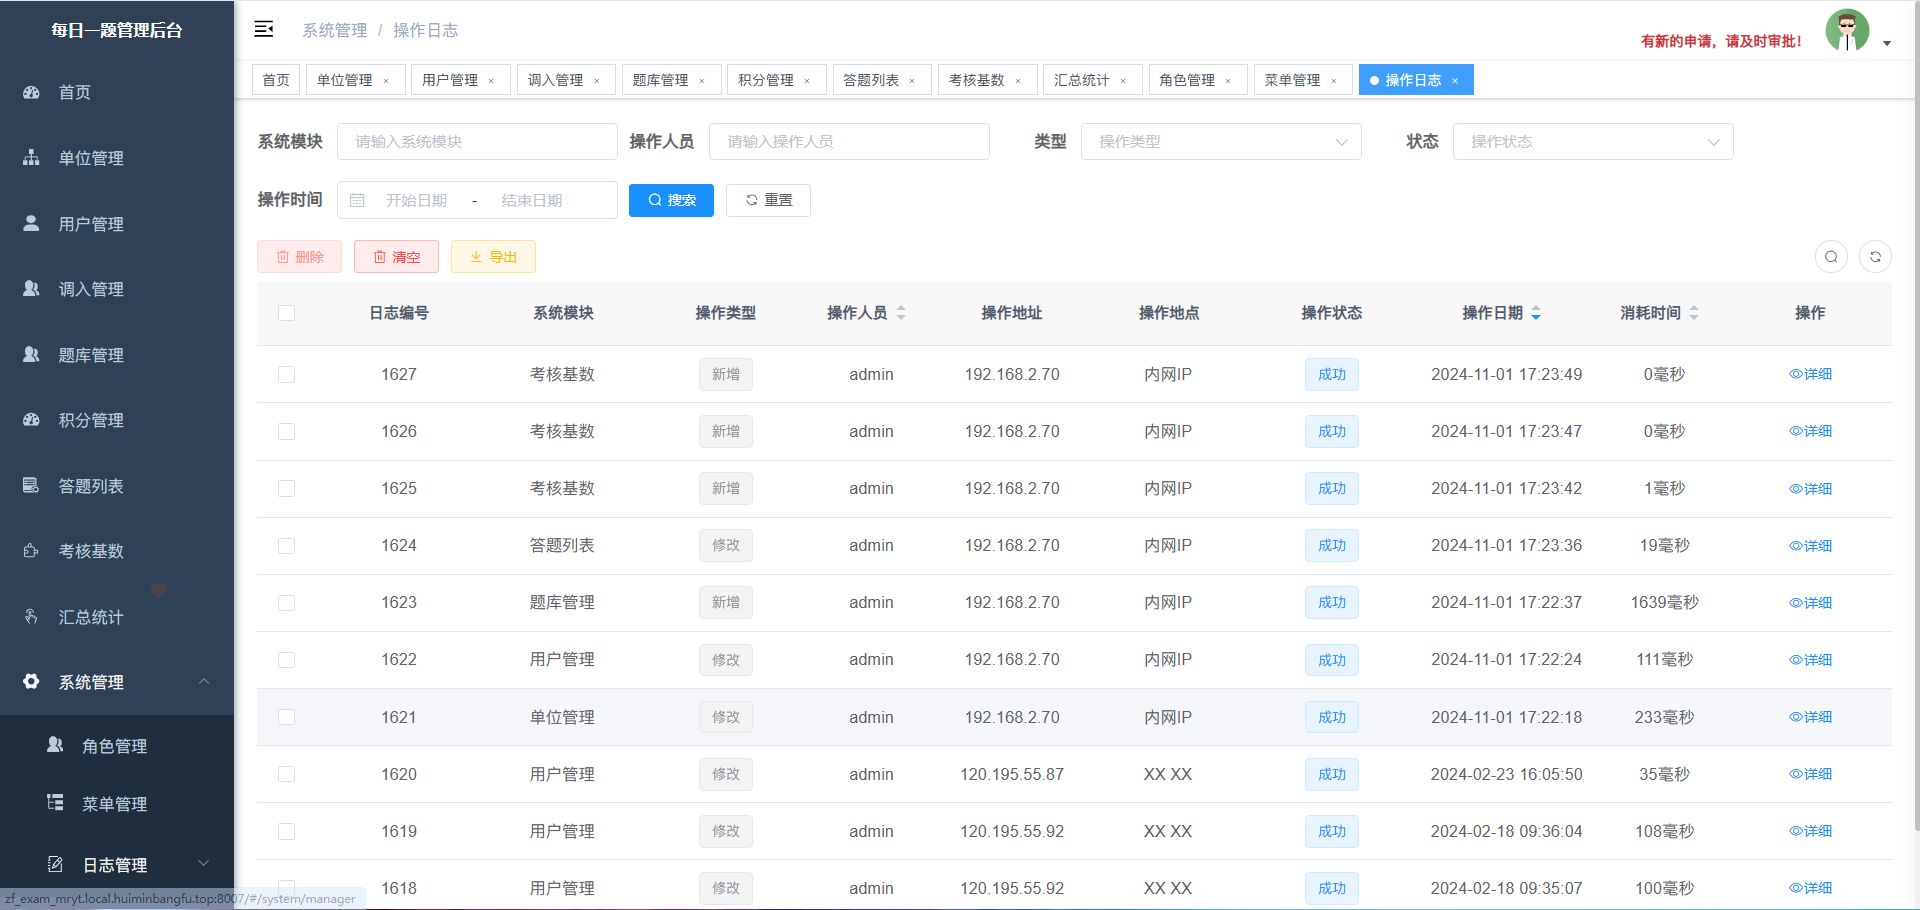 每日一题管理后台
系统管理 / 操作日志
有新的申请，请及时审批！
首页 单位管理 × 用户管理 × 调入管理 × 题库管理 × 积分管理 × 答题列表 × 考核基数 × 汇总统计 × 角色管理 × 菜单管理 × 操作日志 ×
首页
单位管理
用户管理
调入管理
题库管理
积分管理
答题列表
考核基数
汇总统计
系统管理
角色管理
菜单管理
日志管理
系统模块 请输入系统模块 操作人员 请输入操作人员 类型 操作类型 状态 操作状态
操作时间 开始日期 - 结束日期 搜索 重置
删除 清空 导出
日志编号 系统模块 操作类型 操作人员 操作地址 操作地点 操作状态 操作日期 消耗时间 操作
1627 考核基数 新增 admin 192.168.2.70 内网IP 成功 2024-11-01 17:23:49 0毫秒 详细
1626 考核基数 新增 admin 192.168.2.70 内网IP 成功 2024-11-01 17:23:47 0毫秒 详细
1625 考核基数 新增 admin 192.168.2.70 内网IP 成功 2024-11-01 17:23:42 1毫秒 详细
1624 答题列表 修改 admin 192.168.2.70 内网IP 成功 2024-11-01 17:23:36 19毫秒 详细
1623 题库管理 新增 admin 192.168.2.70 内网IP 成功 2024-11-01 17:22:37 1639毫秒 详细
1622 用户管理 修改 admin 192.168.2.70 内网IP 成功 2024-11-01 17:22:24 111毫秒 详细
1621 单位管理 修改 admin 192.168.2.70 内网IP 成功 2024-11-01 17:22:18 233毫秒 详细
1620 用户管理 修改 admin 120.195.55.87 XX XX 成功 2024-02-23 16:05:50 35毫秒 详细
1619 用户管理 修改 admin 120.195.55.92 XX XX 成功 2024-02-18 09:36:04 108毫秒 详细
1618 用户管理 修改 admin 120.195.55.92 XX XX 成功 2024-02-18 09:35:07 100毫秒 详细
zf_exam_mryt.local.huiminbangfu.top:8007/#/system/manager